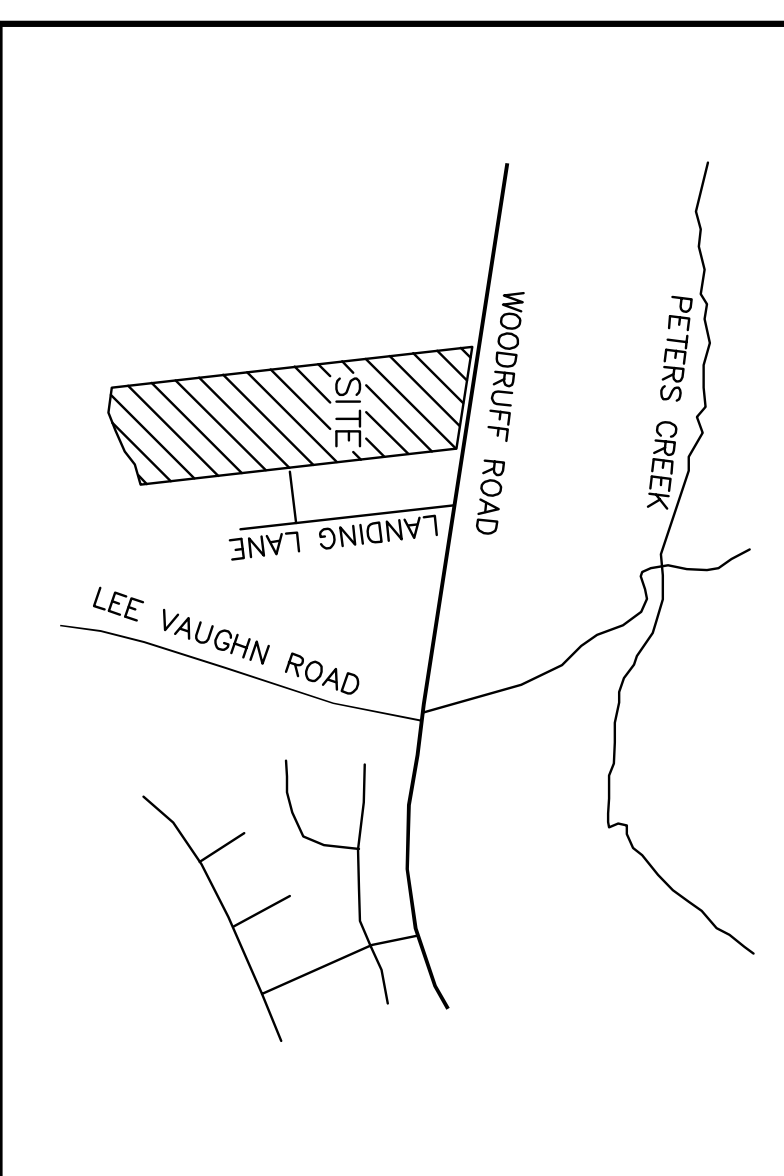 PETERS CREEK
WOODRUFF ROAD
SITE
LANDING LANE
LEE VAUGHN ROAD